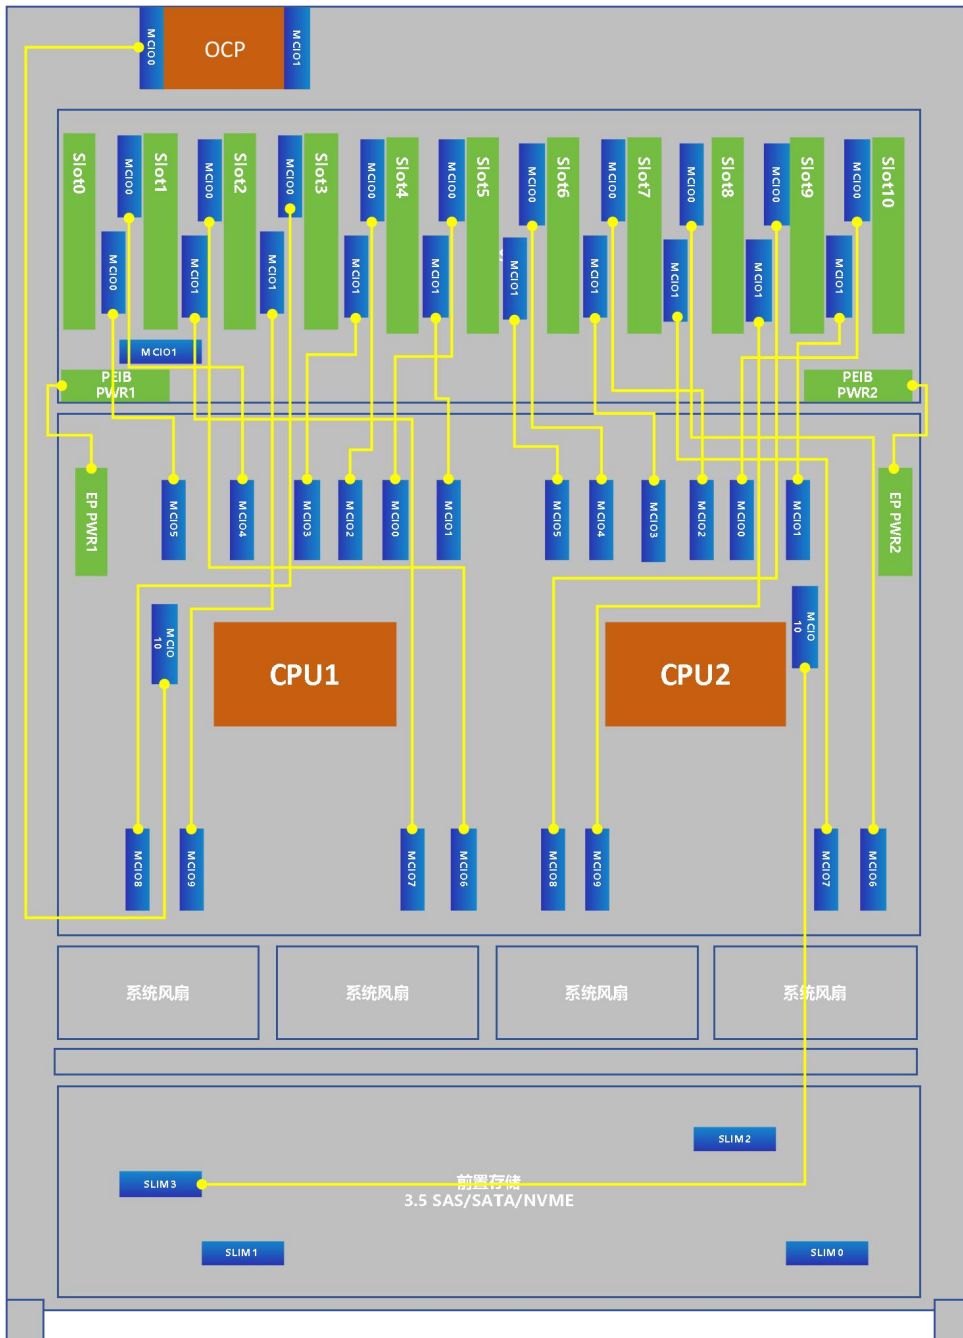 MCIO0
OCP
MCIO1
Slot0
MCIO0
Slot1
MCIO0
Slot2
MCIO0
Slot3
MCIO0
Slot4
MCIO0
Slot5
MCIO0
Slot6
MCIO0
Slot7
MCIO0
Slot8
MCIO0
Slot9
MCIO0
Slot10
MCIO0
MCIO1
MCIO1
MCIO1
MCIO1
MCIO1
MCIO1
MCIO1
MCIO1
MCIO1
MCIO1
PEIB
PWR1
PEIB
PWR2
EP PWR1
MCIO5
MCIO4
MCIO3
MCIO2
MCIO0
MCIO1
MCIO5
MCIO4
MCIO3
MCIO2
MCIO0
MCIO1
EP PWR2
MCIO
10
CPU1
CPU2
MCIO
10
MCIO8
MCIO9
MCIO7
MCIO6
MCIO8
MCIO9
MCIO7
MCIO6
系统风扇
系统风扇
系统风扇
系统风扇
SLIM2
SLIM3
前置存储
3.5 SAS/SATA/NVME
SLIM1
SLIM0